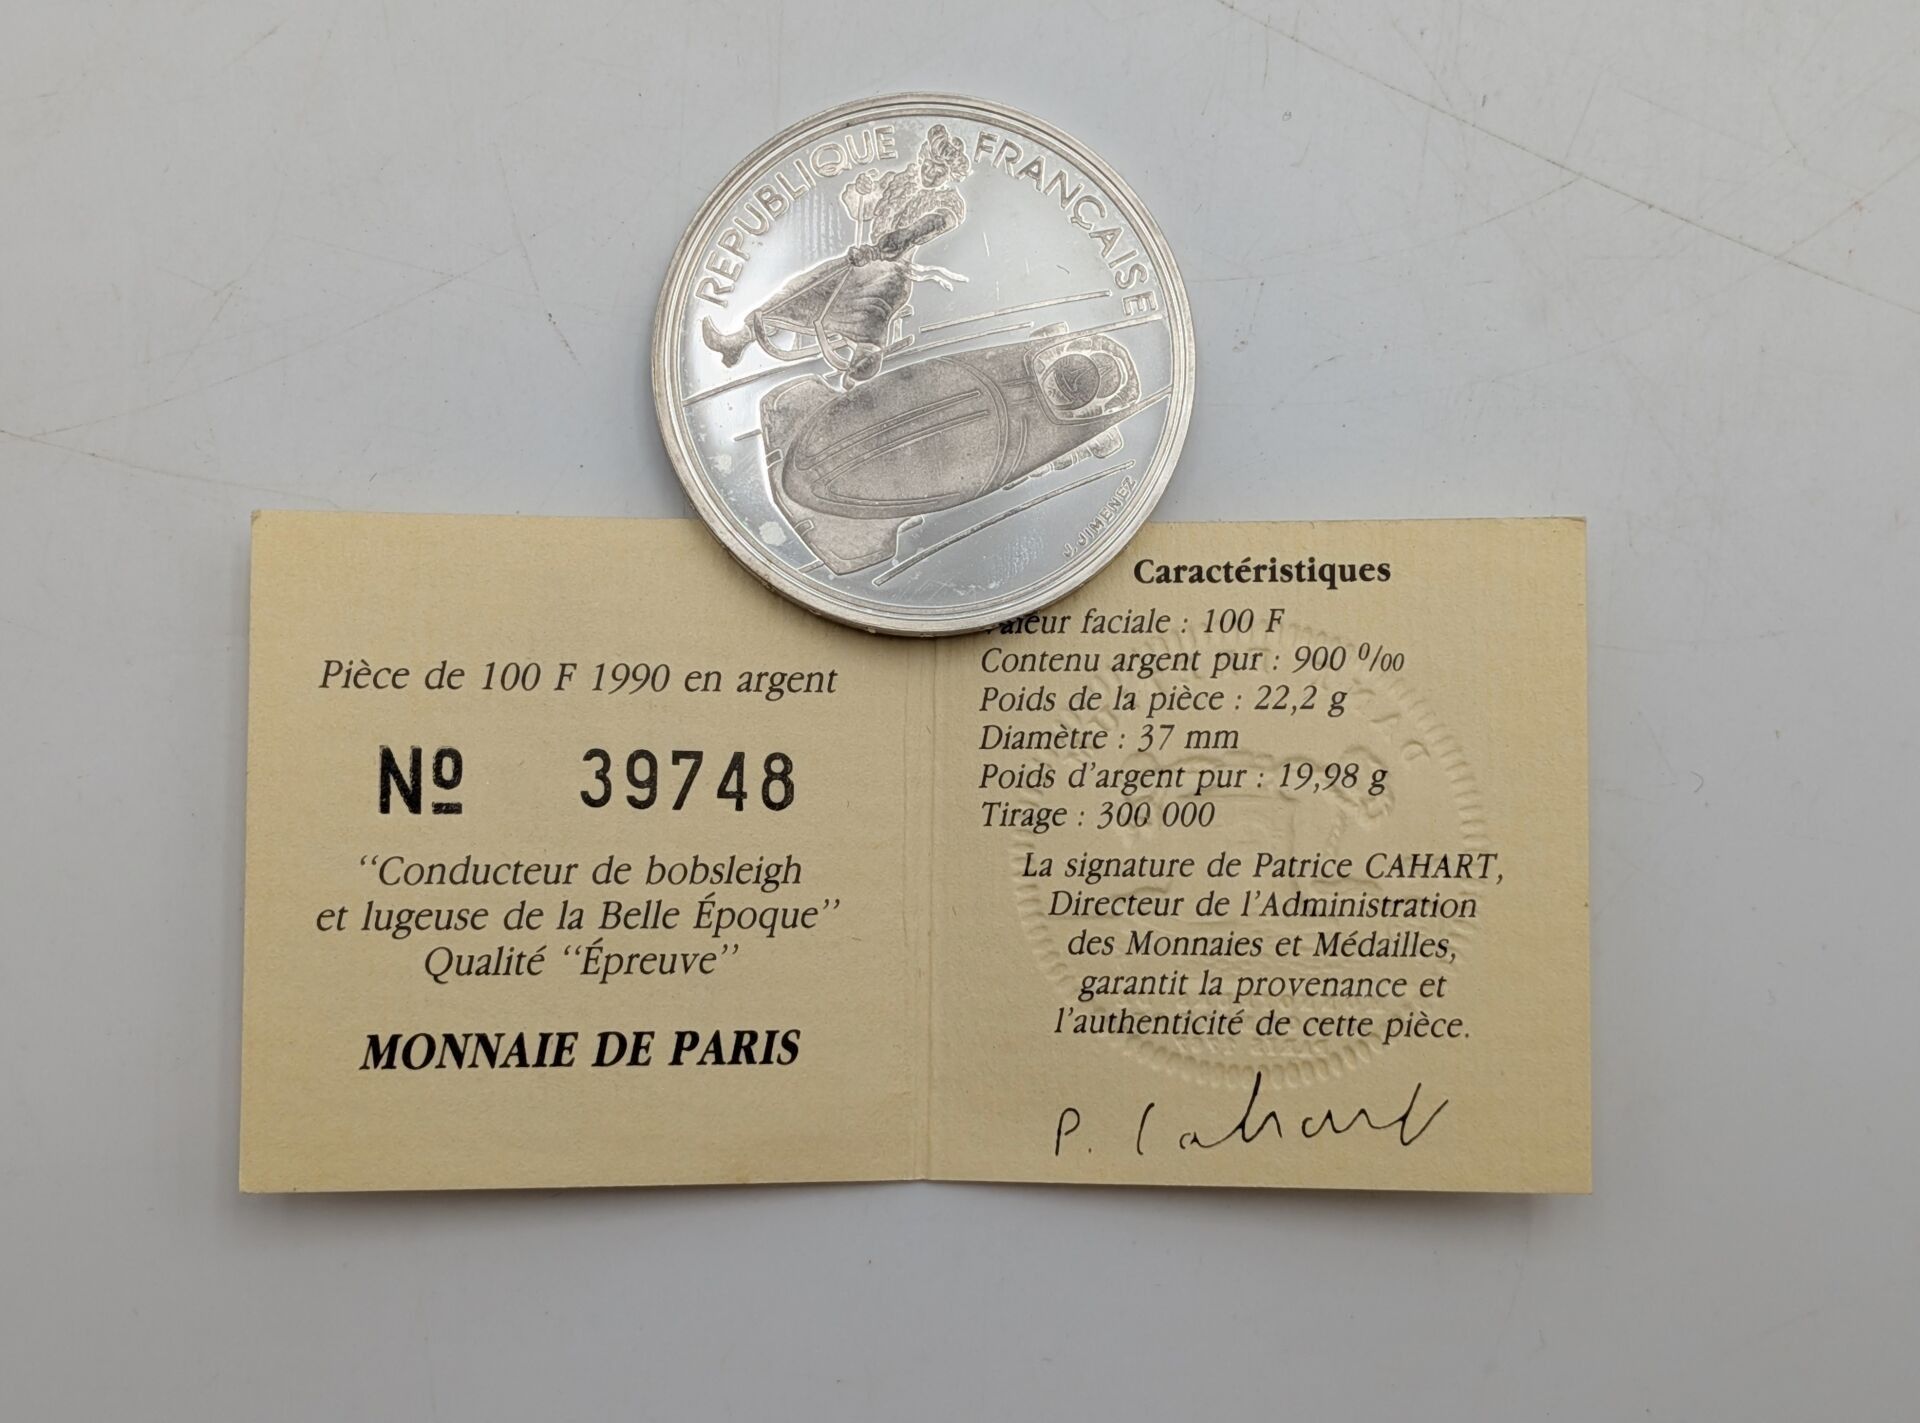 REPUBLIQUE FRANÇAISE
J. JIMENEZ
Pièce de 100 F 1990 en argent
Nº 39748
‘‘Conducteur de bobsleigh
et lugeuse de la Belle Époque’’
Qualité ‘‘Épreuve’’
MONNAIE DE PARIS
Caractéristiques
Valeur faciale : 100 F
Contenu argent pur : 900 ⁰/₀₀
Poids de la pièce : 22,2 g
Diamètre : 37 mm
Poids d'argent pur : 19,98 g
Tirage : 300 000
La signature de Patrice CAHART,
Directeur de l'Administration
des Monnaies et Médailles,
garantit la provenance et
l'authenticité de cette pièce.
P. Cahart